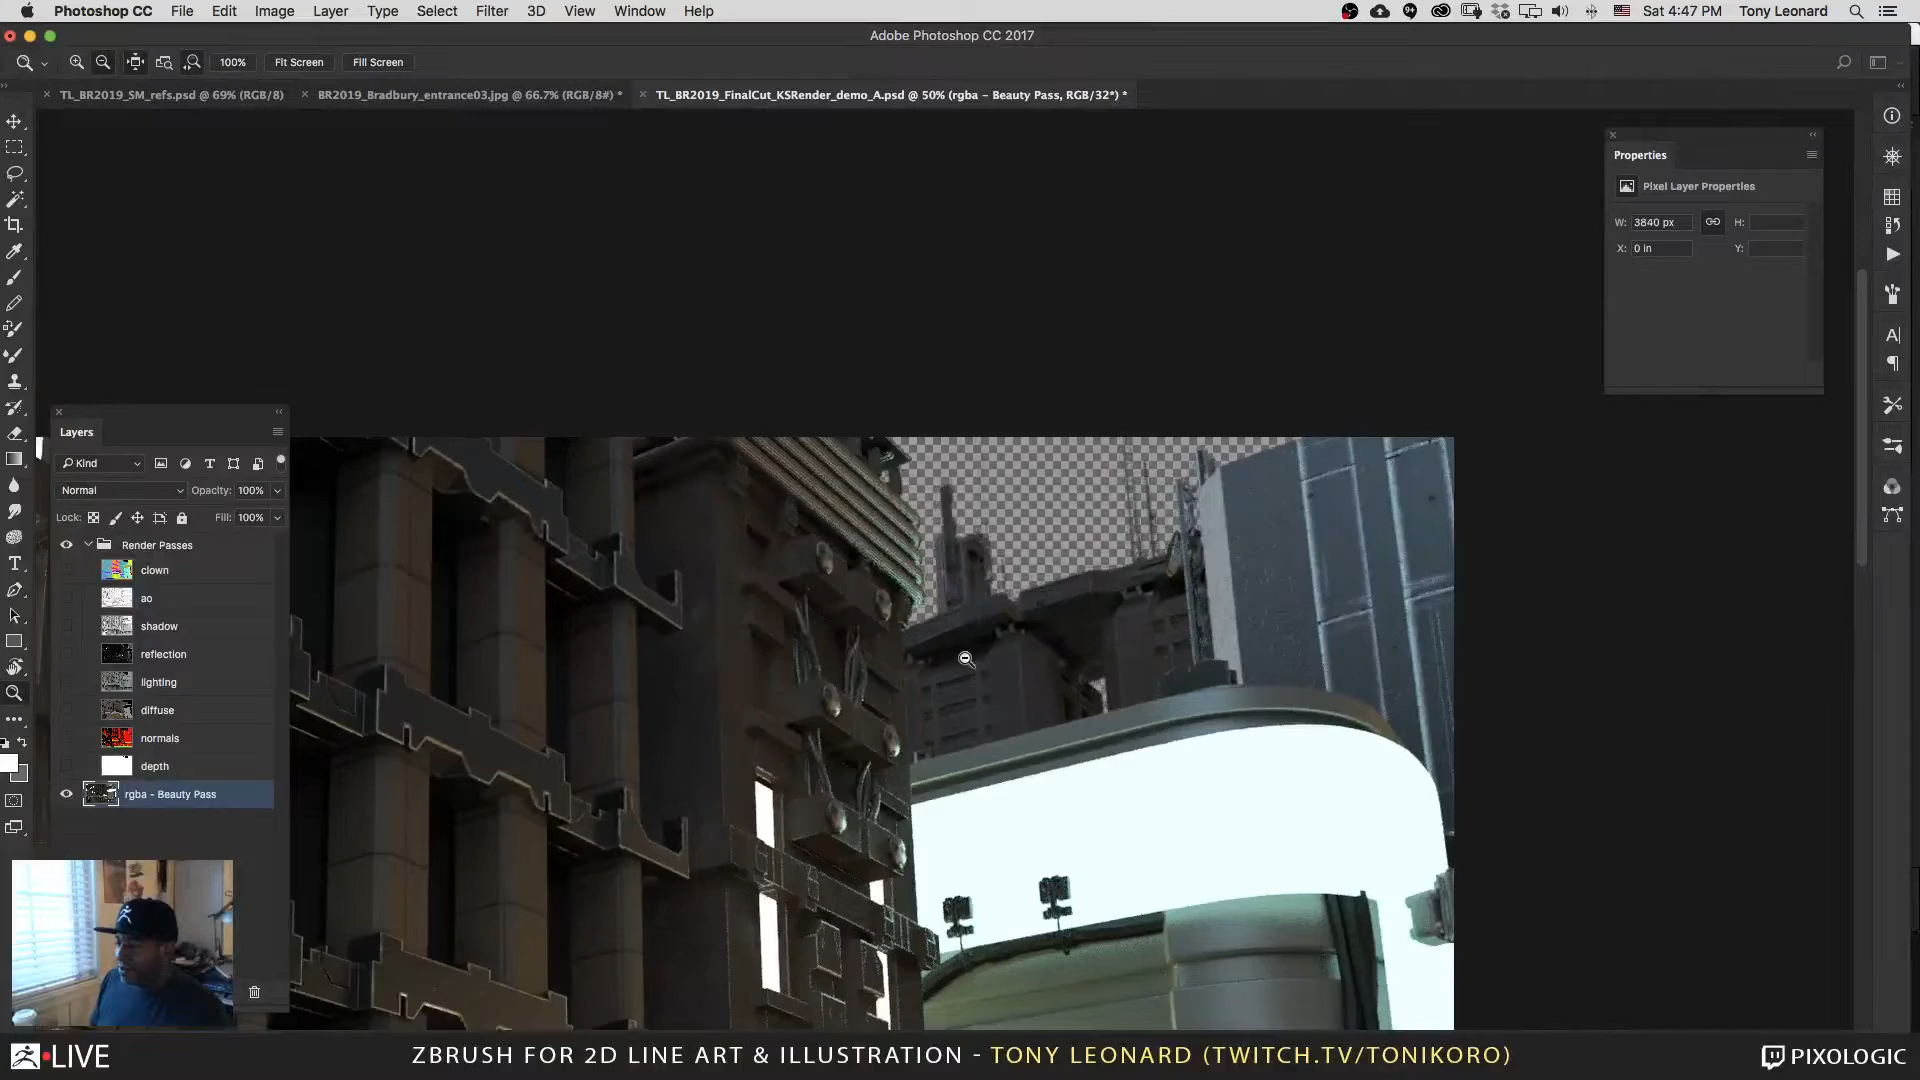 Photoshop CC File Edit Image Layer Type Select Filter 3D View Window Help
9+ Sat 4:47 PM Tony Leonard
Adobe Photoshop CC 2017
100% Fit Screen Fill Screen
TL_BR2019_SM_refs.psd @ 69% (RGB/8) BR2019_Bradbury_entrance03.jpg @ 66.7% (RGB/8#) * TL_BR2019_FinalCut_KSRender_demo_A.psd @ 50% (rgba - Beauty Pass, RGB/32*) *
Properties
Pixel Layer Properties
W: 3840 px H:
X: 0 in Y:
Layers
Kind
Normal Opacity: 100%
Lock: Fill: 100%
Render Passes
clown
ao
shadow
reflection
lighting
diffuse
normals
depth
rgba - Beauty Pass
LIVE
ZBRUSH FOR 2D LINE ART & ILLUSTRATION - TONY LEONARD (TWITCH.TV/TONIKORO)
PIXOLOGIC